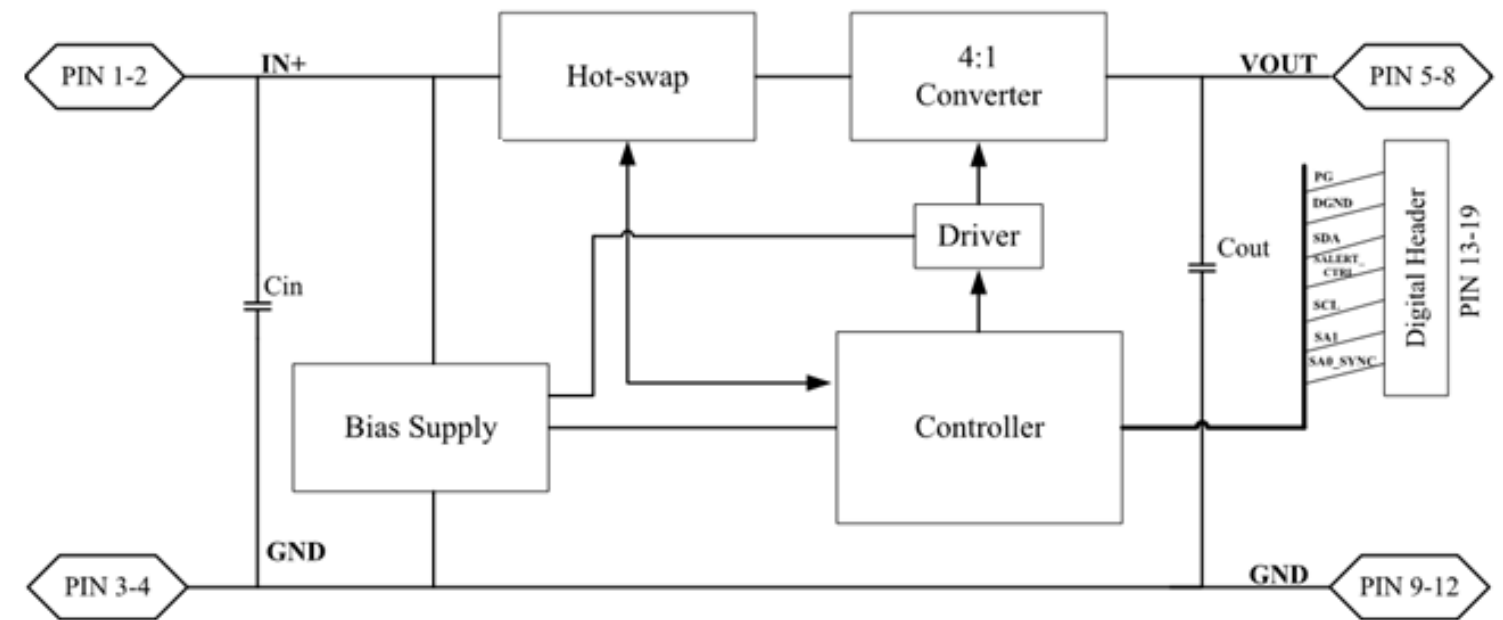 PIN 1-2
IN+
Hot-swap
4:1
Converter
VOUT
PIN 5-8
PG
DGND
SDA
SALERT_
CTRL
SCL
SA1
SA0_SYNC
Digital Header
PIN 13-19
Driver
Cout
Cin
Bias Supply
Controller
GND
PIN 3-4
GND
PIN 9-12